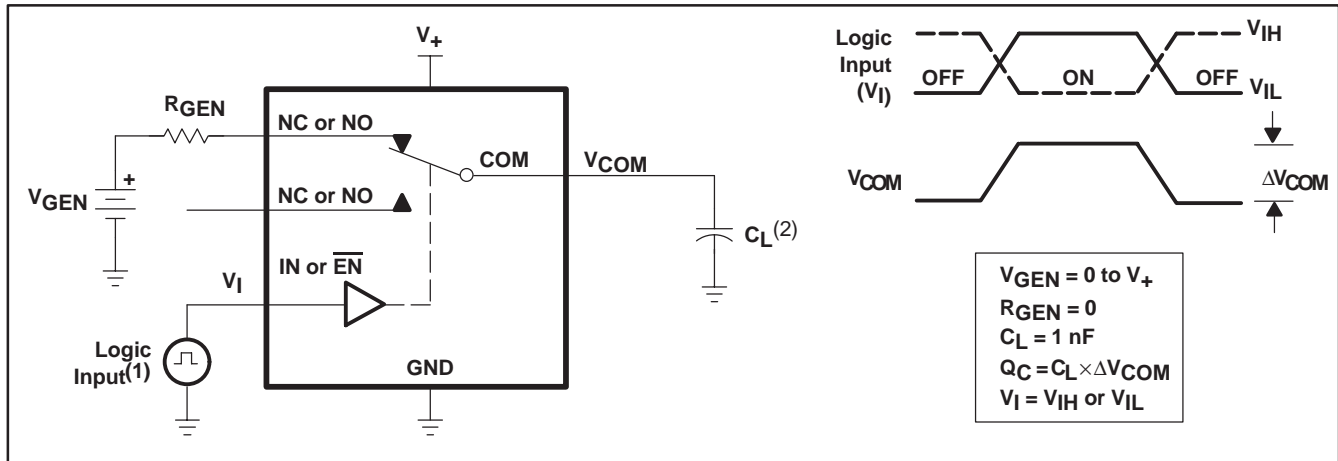 V+
RGEN
NC or NO
COM
VCOM
VGEN
+
NC or NO
CL(2)
IN or EN
VI
Logic
Input(1)
GND
Logic
Input
(VI)
VIH
OFF
ON
OFF
VIL
VCOM
ΔVCOM
VGEN = 0 to V+
RGEN = 0
CL = 1 nF
QC = CL × ΔVCOM
VI = VIH or VIL